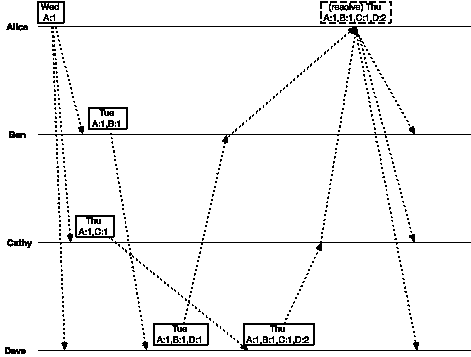 Wed
A:1
(resolve) Thu
A:1,B:1,C:1,D:2
Alice
Tue
A:1,B:1
Ben
Thu
A:1,C:1
Cathy
Tue
A:1,B:1,D:1
Thu
A:1,B:1,C:1,D:2
Dave